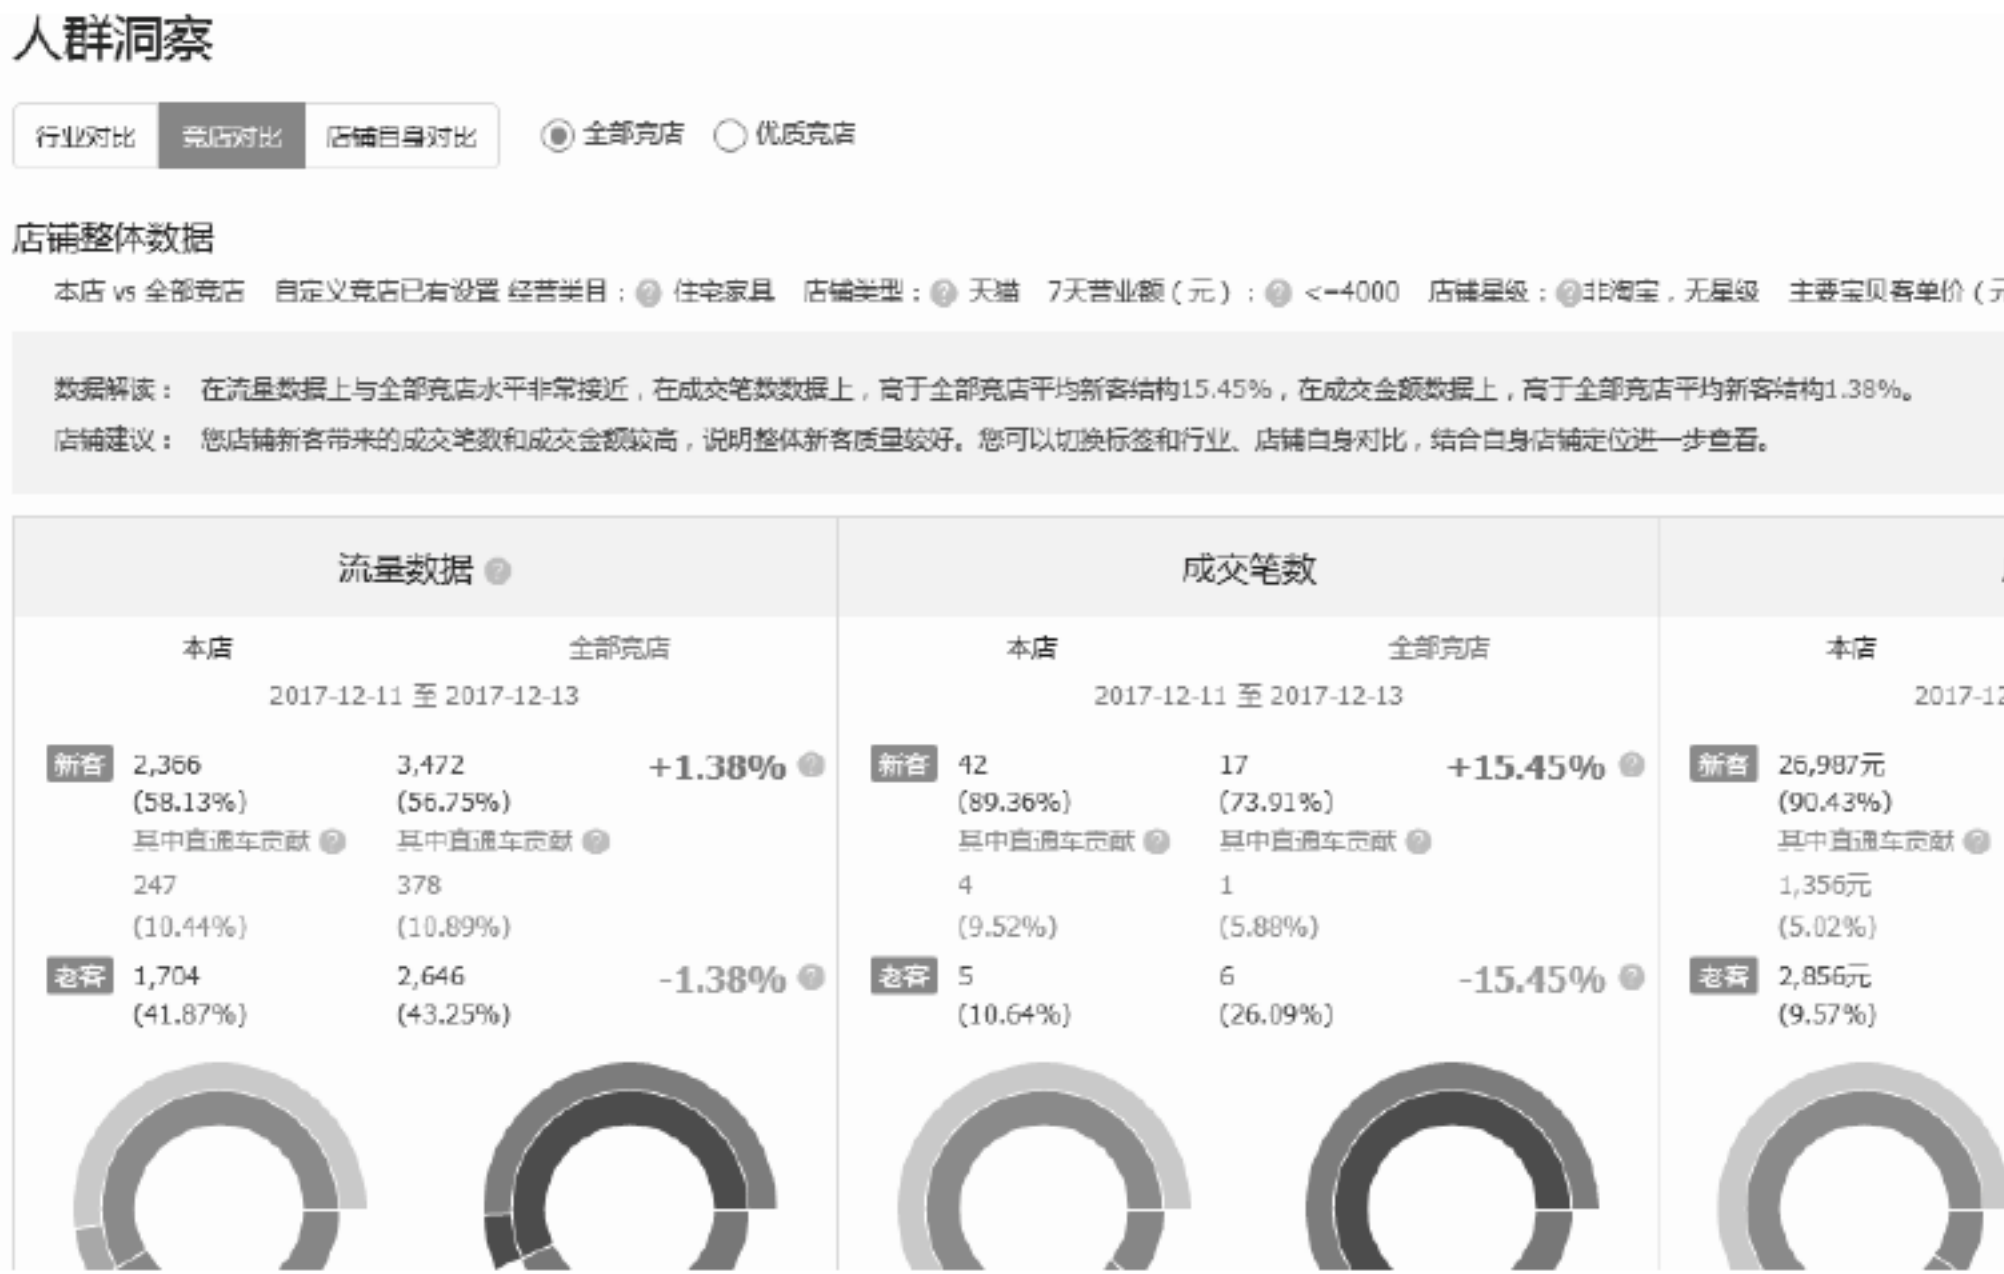 人群洞察
行业对比 竞店对比 店铺自身对比 全部竞店 优质竞店
店铺整体数据
本店 vs 全部竞店 自定义竞店已有设置 经营类目：? 住宅家具 店铺类型：? 天猫 7天营业额（元）：? <=4000 店铺星级：?非淘宝，无星级 主要宝贝客单价（元
数据解读： 在流量数据上与全部竞店水平非常接近，在成交笔数数据上，高于全部竞店平均新客结构15.45%，在成交金额数据上，高于全部竞店平均新客结构1.38%。
店铺建议： 您店铺新客带来的成交笔数和成交金额较高，说明整体新客质量较好。您可以切换标签和行业、店铺自身对比，结合自身店铺定位进一步查看。
流量数据 ? 成交笔数
本店 全部竞店 本店 全部竞店 本店
2017-12-11 至 2017-12-13 2017-12-11 至 2017-12-13 2017-12
新客 2,366 3,472 +1.38% ? 新客 42 17 +15.45% ? 新客 26,987元
(58.13%) (56.75%) (89.36%) (73.91%) (90.43%)
其中直通车贡献 ? 其中直通车贡献 ? 其中直通车贡献 ? 其中直通车贡献 ? 其中直通车贡献 ?
247 378 4 1 1,356元
(10.44%) (10.89%) (9.52%) (5.88%) (5.02%)
老客 1,704 2,646 -1.38% ? 老客 5 6 -15.45% ? 老客 2,856元
(41.87%) (43.25%) (10.64%) (26.09%) (9.57%)